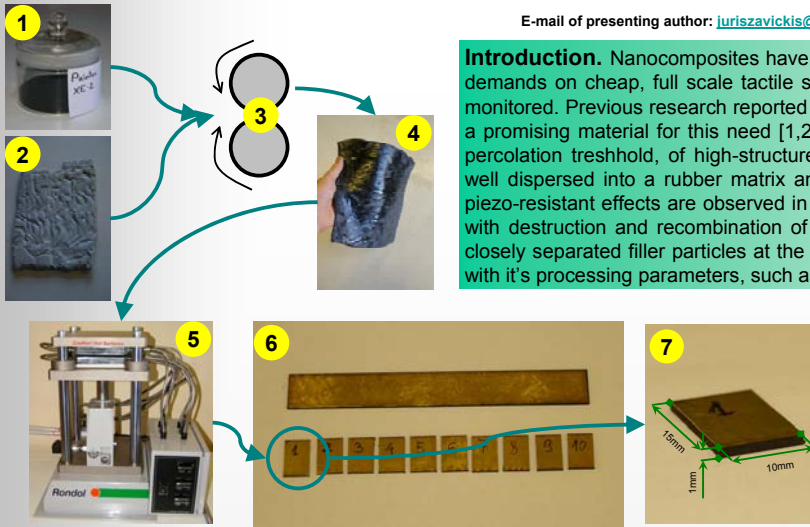 E-mail of presenting author: juriszavickis@
1
2
3
4
Introduction. Nanocomposites have
demands on cheap, full scale tactile s
monitored. Previous research reported
a promising material for this need [1,2
percolation treshhold, of high-structure
well dispersed into a rubber matrix an
piezo-resistant effects are observed in
with destruction and recombination of
closely separated filler particles at the
with it's processing parameters, such a
Printex
XE-2
5
Rondol
6
1 2 3 4 5 6 7 8 9 10
7
1
15mm
10mm
1mm